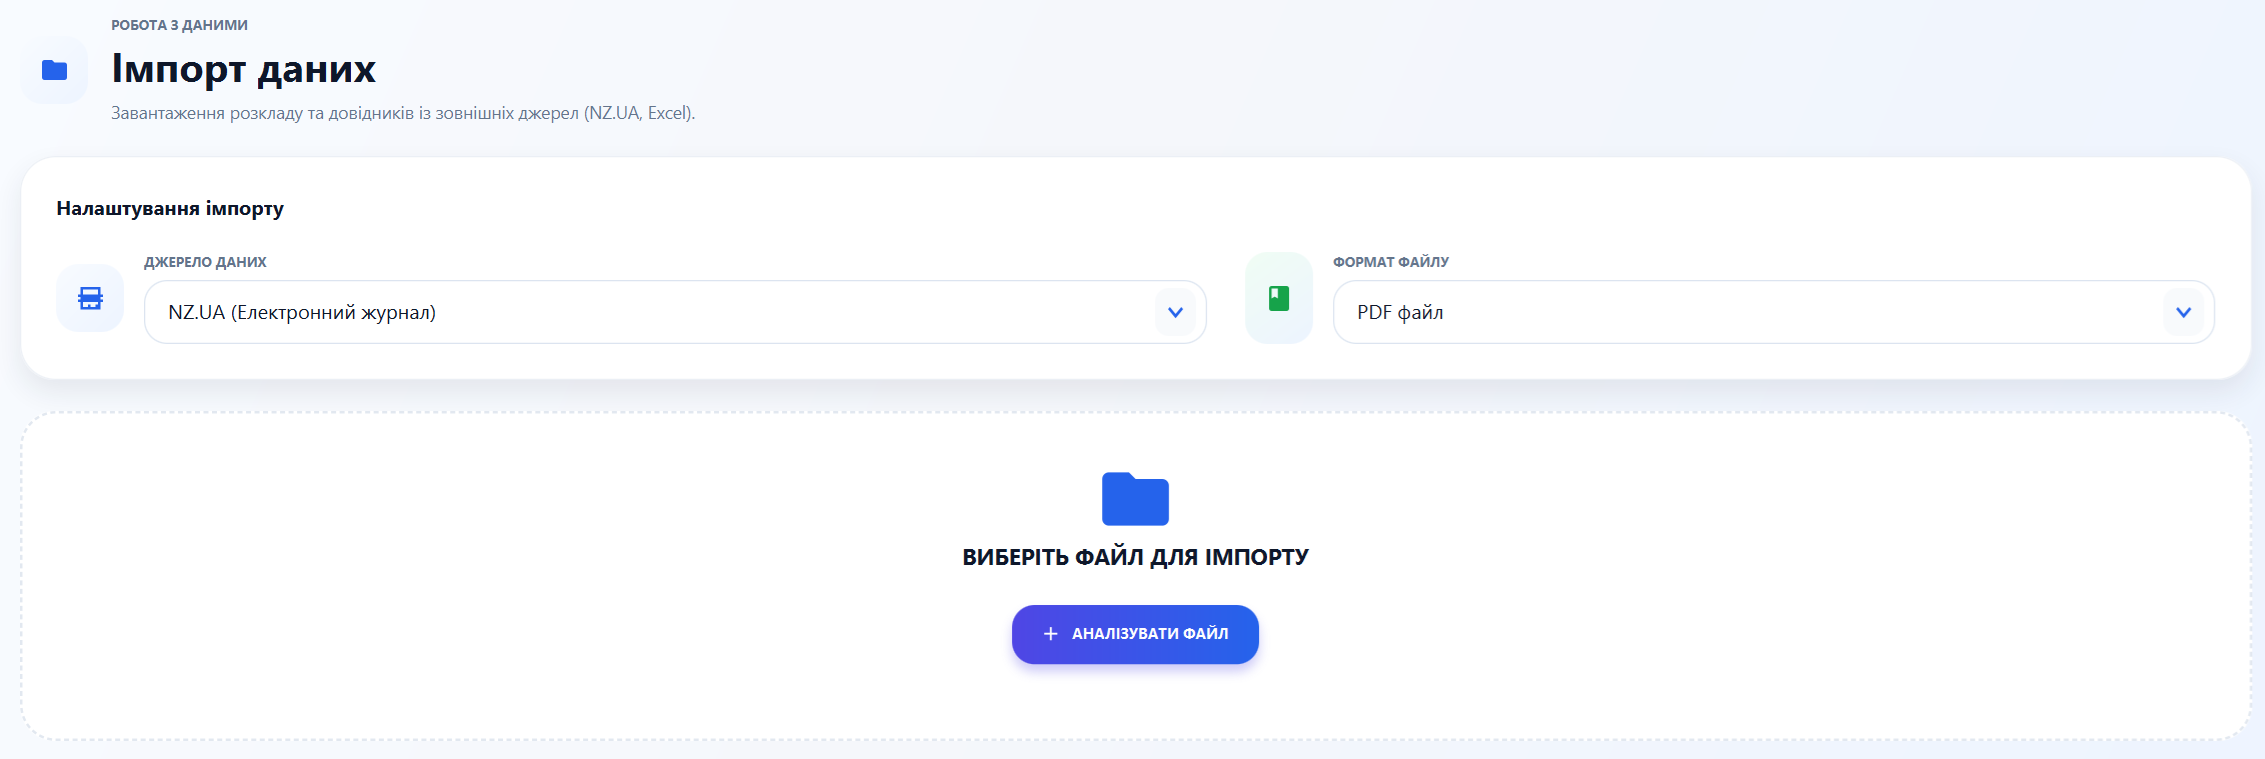 РОБОТА З ДАНИМИ
Імпорт даних
Завантаження розкладу та довідників із зовнішніх джерел (NZ.UA, Excel).
Налаштування імпорту
ДЖЕРЕЛО ДАНИХ
NZ.UA (Електронний журнал)
ФОРМАТ ФАЙЛУ
PDF файл
ВИБЕРІТЬ ФАЙЛ ДЛЯ ІМПОРТУ
+ АНАЛІЗУВАТИ ФАЙЛ